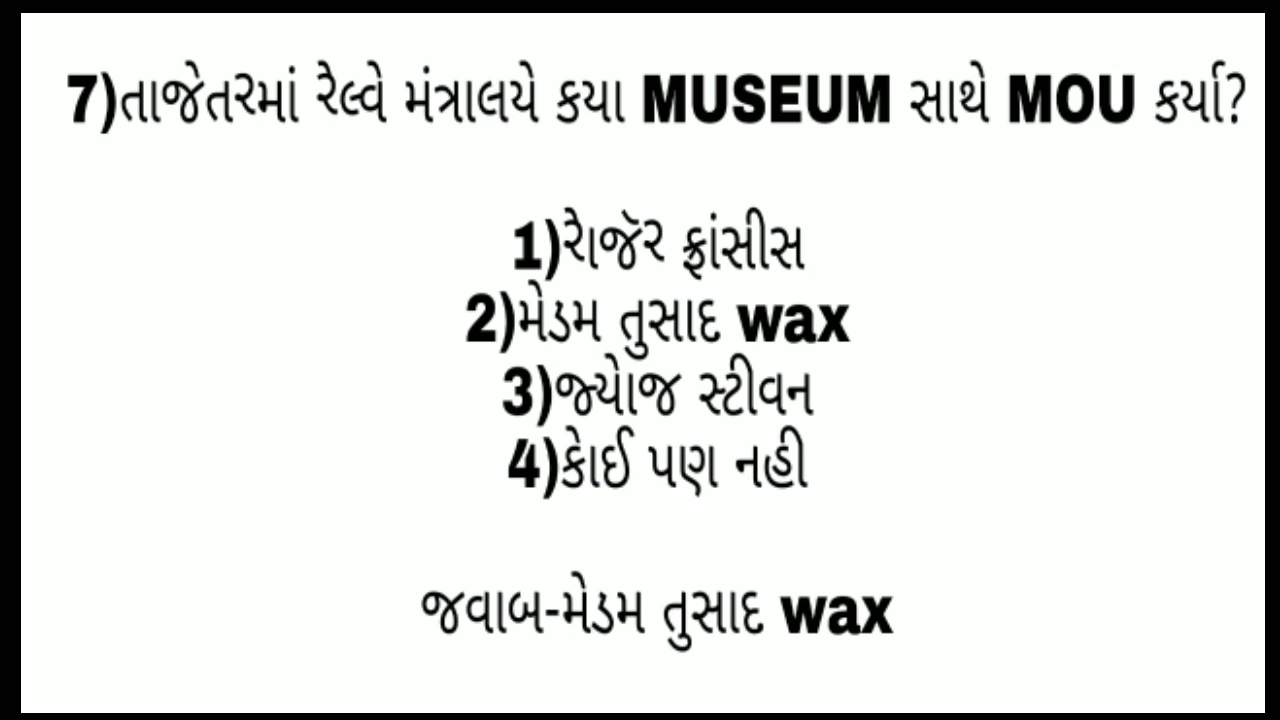 7)તાજેતરમાં રેલ્વે મંત્રાલયે કયા MUSEUM સાથે MOU કર્યા?
1)રોજૅર ફ્રાંસીસ
2)મેડમ તુસાદ wax
3)જ્યોજ સ્ટીવન
4)કોઈ પણ નહી
જવાબ-મેડમ તુસાદ wax